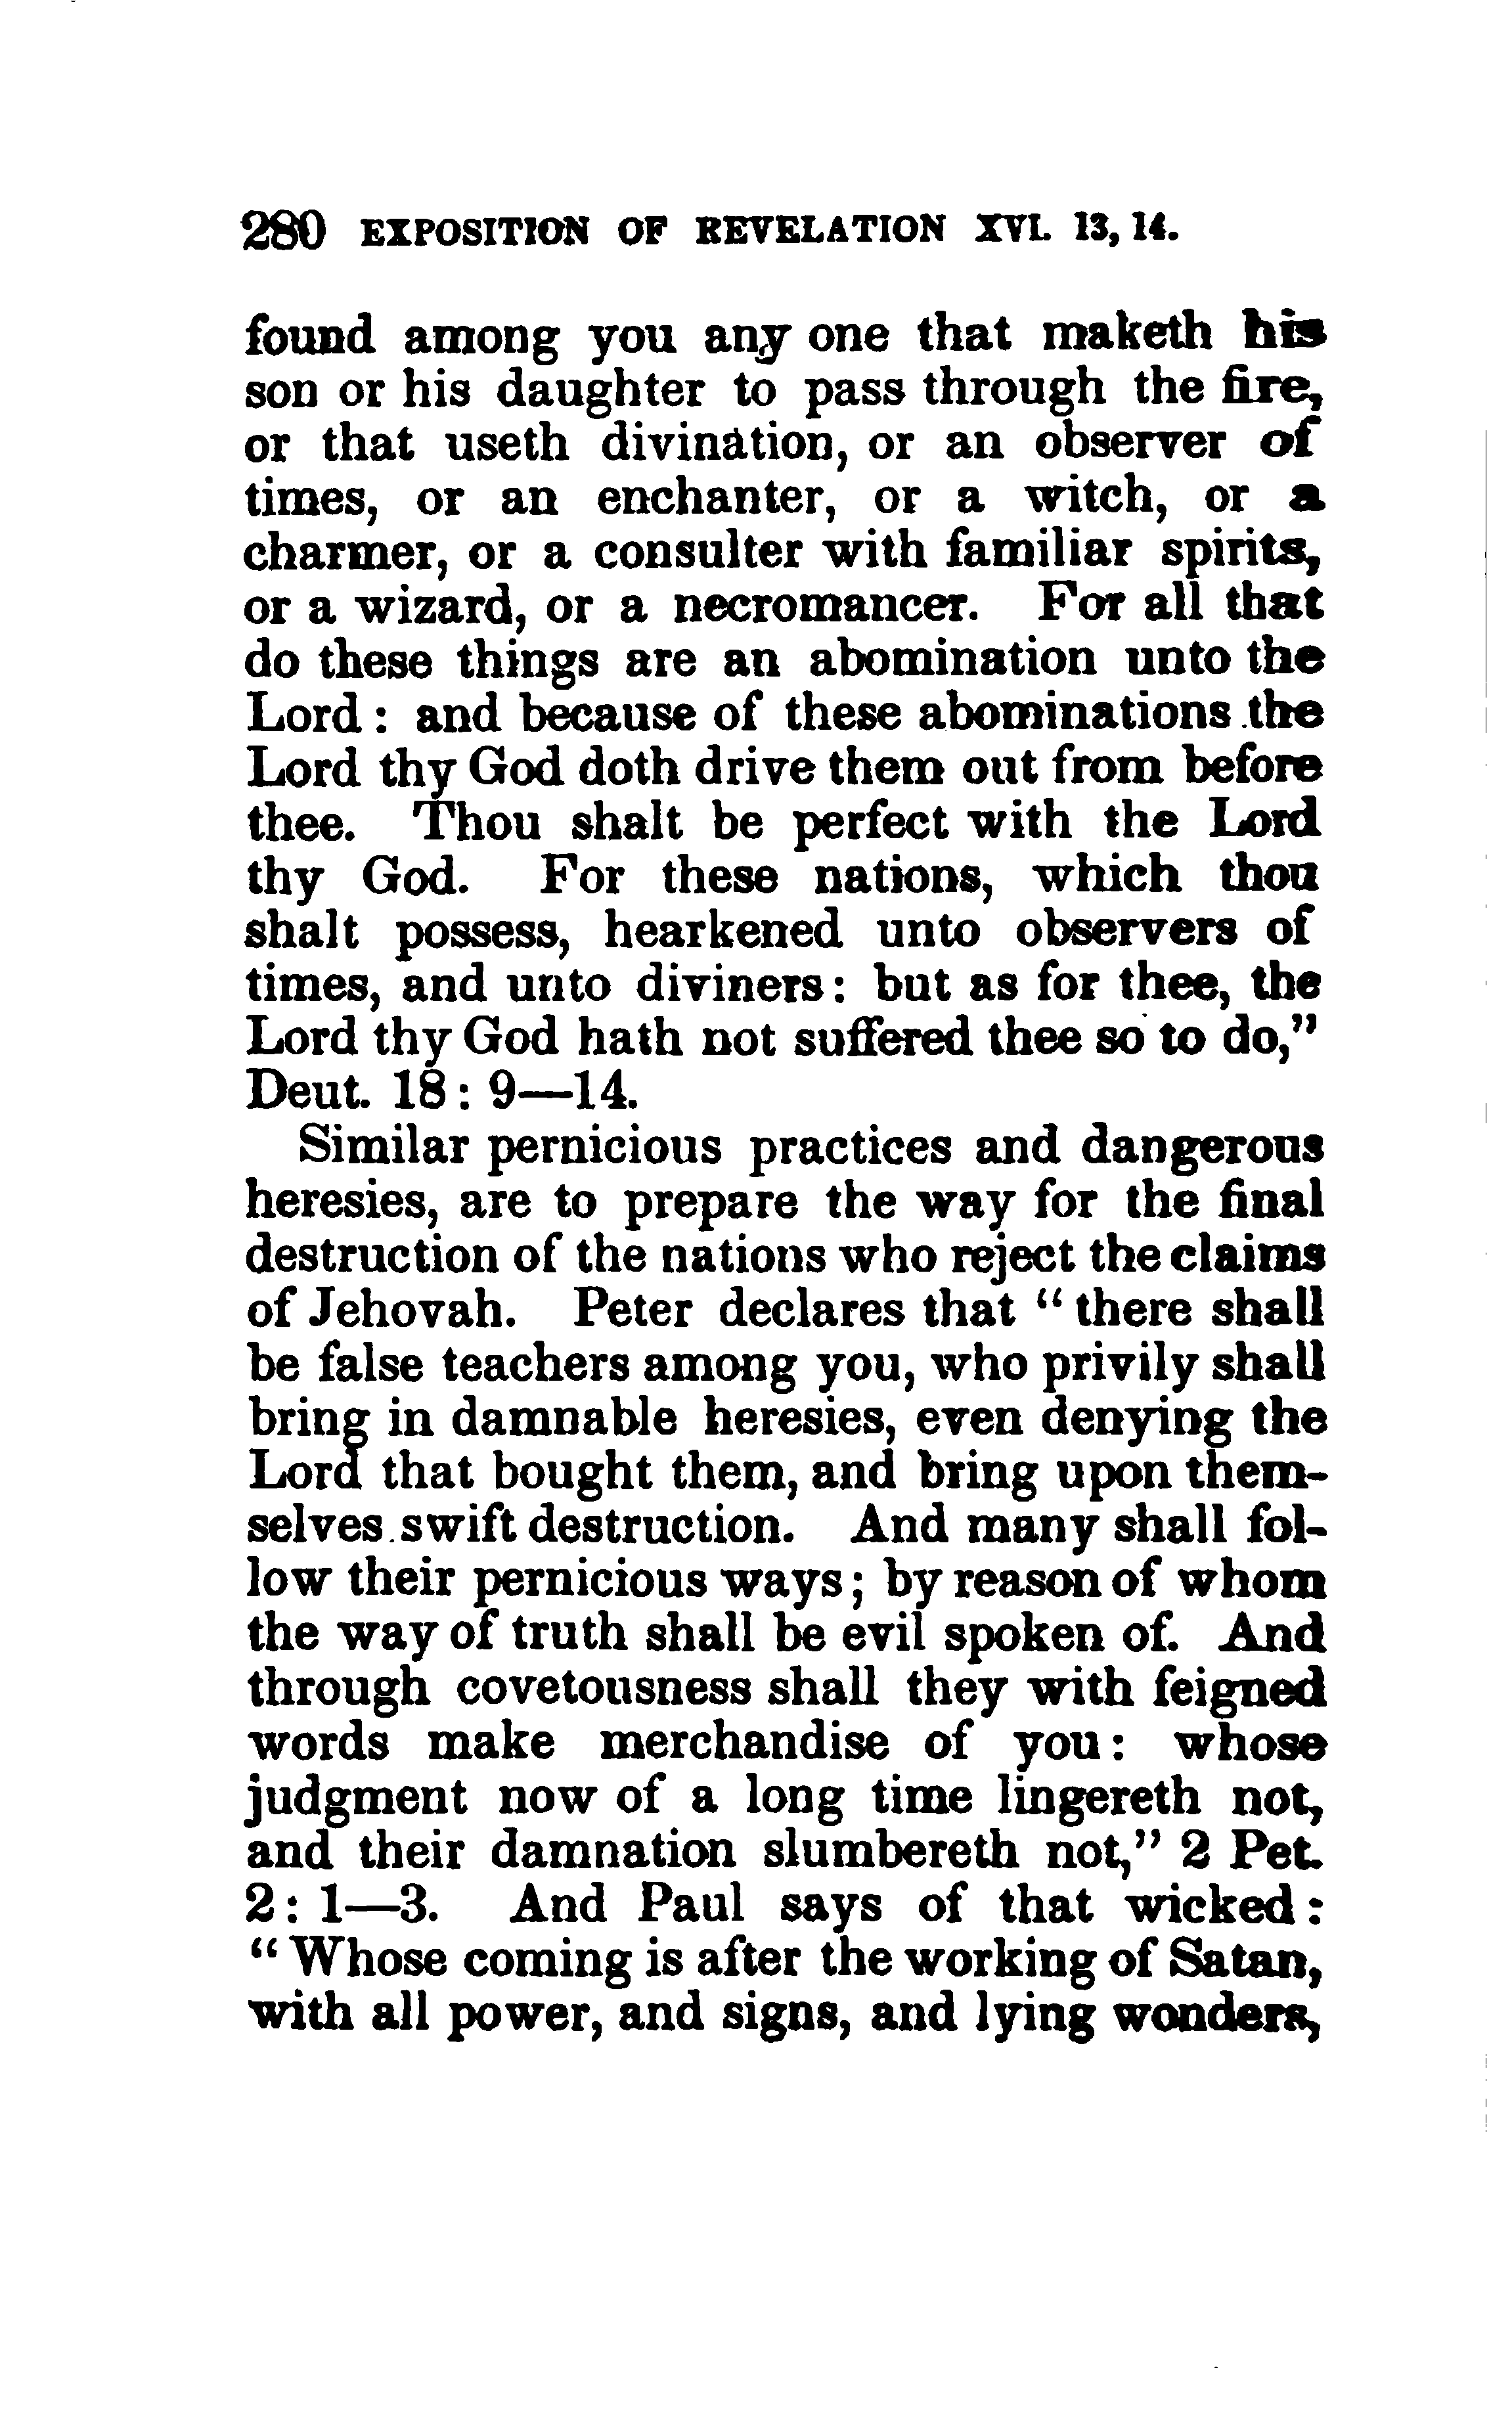 280 EXPOSITION OF REVELATION XVI. 13, 14.
found among you any one that maketh his
son or his daughter to pass through the fire,
or that useth divination, or an observer of
times, or an enchanter, or a witch, or a
charmer, or a consulter with familiar spirits,
or a wizard, or a necromancer. For all that
do these things are an abomination unto the
Lord : and because of these abominations the
Lord thy God doth drive them out from before
thee. Thou shalt be perfect with the Lord
thy God. For these nations, which thou
shalt possess, hearkened unto observers of
times, and unto diviners : but as for thee, the
Lord thy God hath not suffered thee so to do,"
Deut. 18 : 9—14.
Similar pernicious practices and dangerous
heresies, are to prepare the way for the final
destruction of the nations who reject the claims
of Jehovah. Peter declares that " there shall
be false teachers among you, who privily shall
bring in damnable heresies, even denying the
Lord that bought them, and bring upon them-
selves swift destruction. And many shall fol-
low their pernicious ways ; by reason of whom
the way of truth shall be evil spoken of. And
through covetousness shall they with feigned
words make merchandise of you : whose
judgment now of a long time lingereth not,
and their damnation slumbereth not," 2 Pet.
2 : 1—3. And Paul says of that wicked :
" Whose coming is after the working of Satan,
with all power, and signs, and lying wonders,